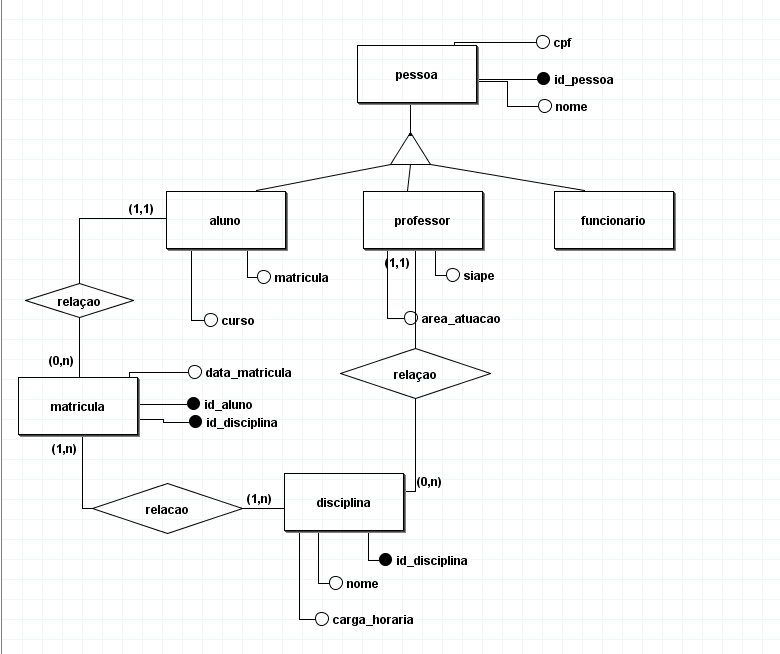 cpf
pessoa
id_pessoa
nome
(1,1)
aluno
professor
funcionario
(1,1)
matricula
siape
relaçao
curso
area_atuacao
(0,n)
data_matricula
relaçao
matricula
id_aluno
id_disciplina
(1,n)
(0,n)
(1,n)
relacao
disciplina
id_disciplina
nome
carga_horaria